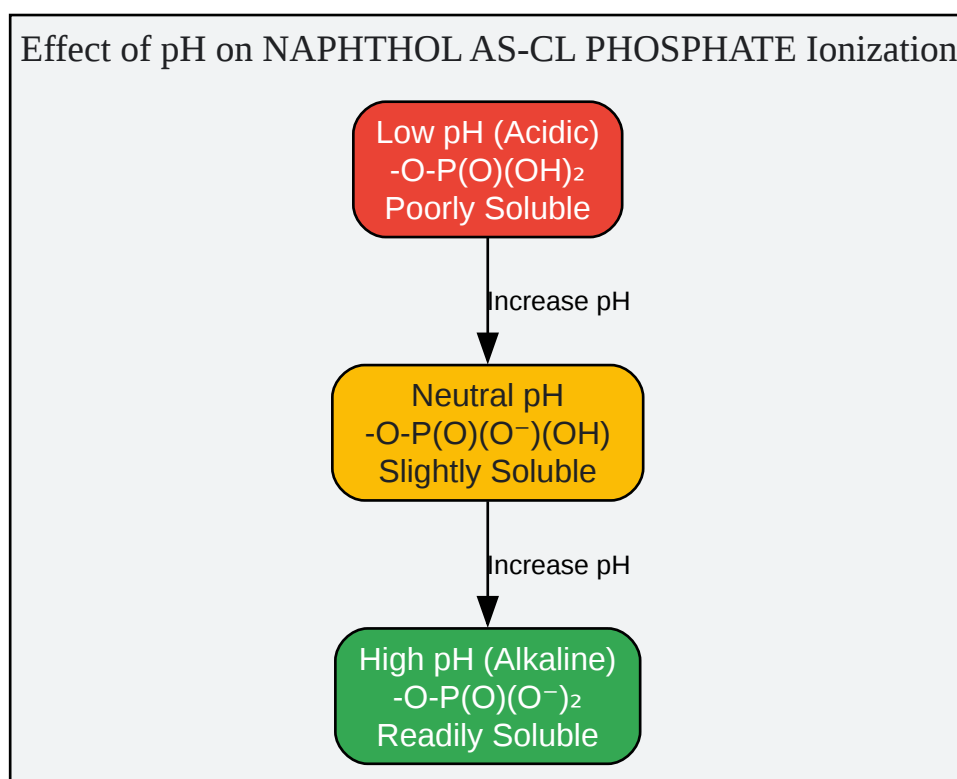 Effect of pH on NAPHTHOL AS-CL PHOSPHATE Ionization
Low pH (Acidic)
-O-P(O)(OH)₂
Poorly Soluble
Increase pH
Neutral pH
-O-P(O)(O⁻)(OH)
Slightly Soluble
Increase pH
High pH (Alkaline)
-O-P(O)(O⁻)₂
Readily Soluble